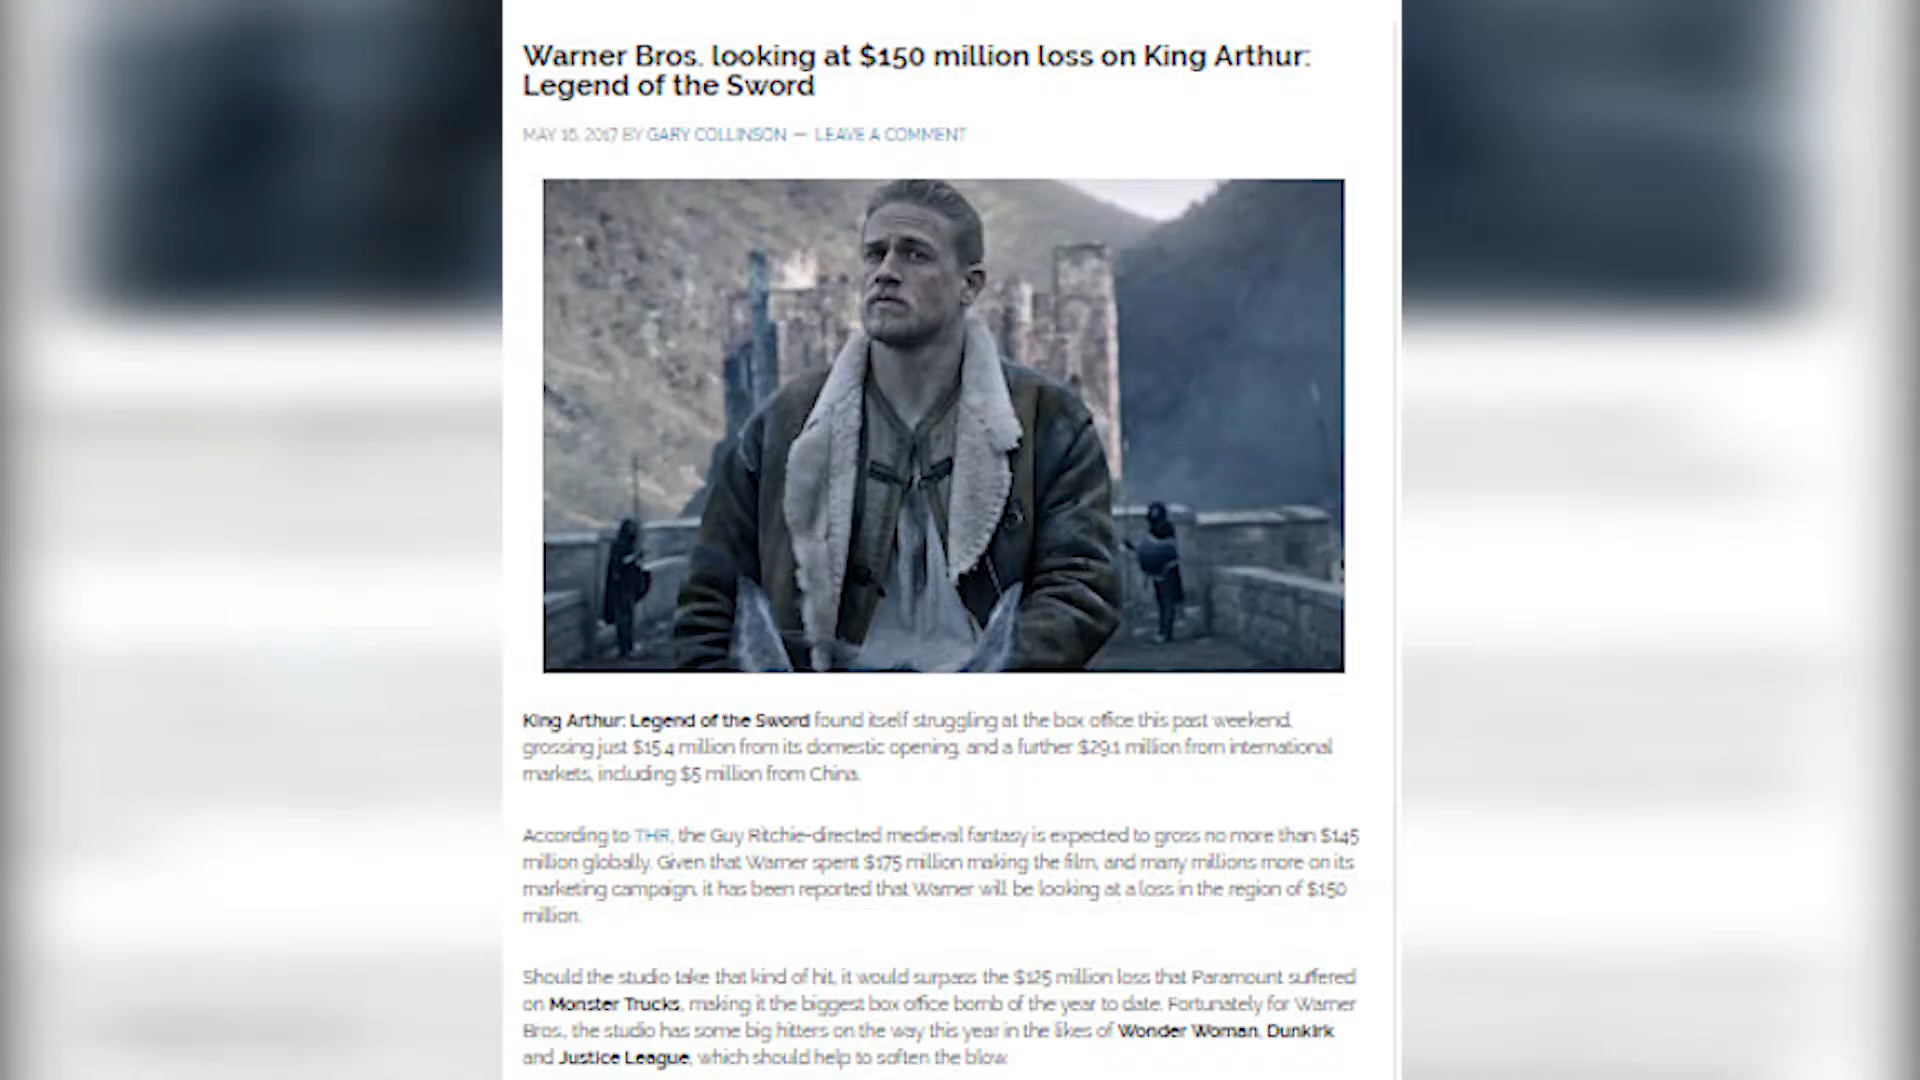 Warner Bros. looking at $150 million loss on King Arthur:
Legend of the Sword
MAY 16, 2017 BY GARY COLLINSON — LEAVE A COMMENT
King Arthur: Legend of the Sword found itself struggling at the box office this past weekend,
grossing just $15.4 million from its domestic opening, and a further $29.1 million from international
markets, including $5 million from China.
According to THR, the Guy Ritchie-directed medieval fantasy is expected to gross no more than $145
million globally. Given that Warner spent $175 million making the film, and many millions more on its
marketing campaign, it has been reported that Warner will be looking at a loss in the region of $150
million.
Should the studio take that kind of hit, it would surpass the $125 million loss that Paramount suffered
on Monster Trucks, making it the biggest box office bomb of the year to date. Fortunately for Warner
Bros., the studio has some big hitters on the way this year in the likes of Wonder Woman, Dunkirk
and Justice League, which should help to soften the blow.